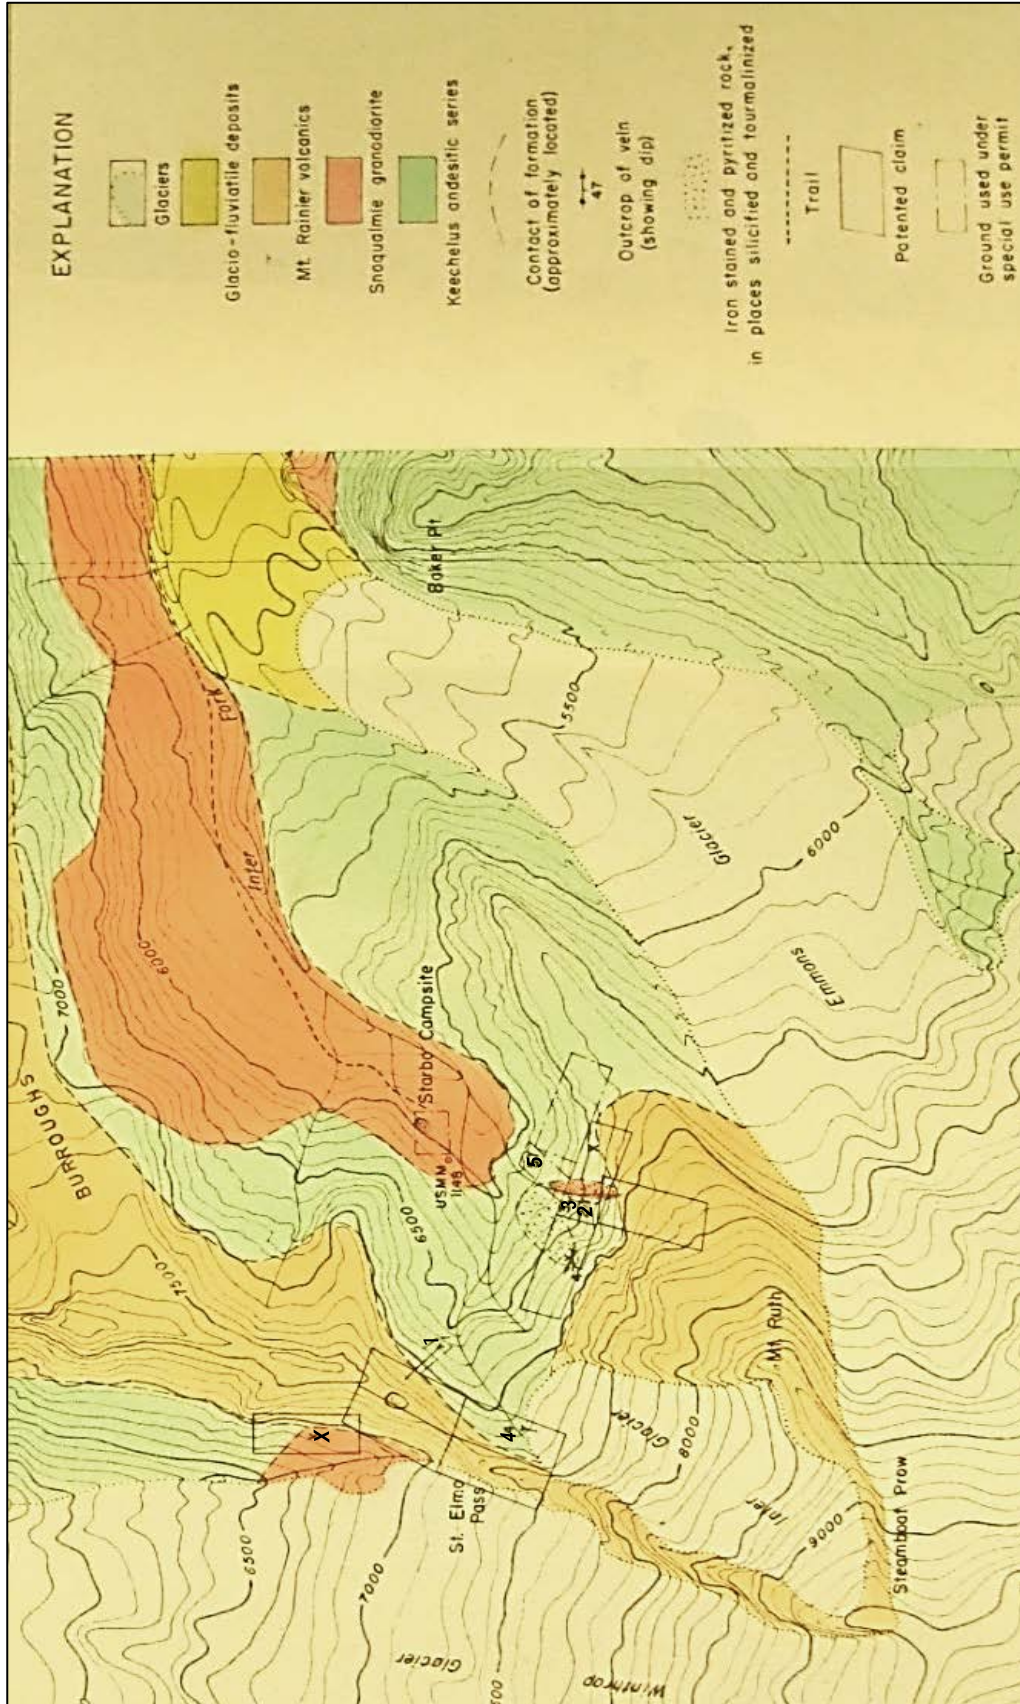 EXPLANATION
Glaciers
Glacio-fluviatile deposits
Mt. Rainier volcanics
Snoqualmie granodiorite
Keechelus andesitic series
Contact of formation
(approximately located)
47
Outcrop of vein
(showing dip)
Iron stained and pyritized rock,
in places silicified and tourmalinized
Trail
Patented claim
Ground used under
special use permit
BURROUGHS
7000
7500
6000
6500
Fork
Inter
Starbo Campsite
USMM
1148
Baker Pt
5500
Glacier
6000
Emmons
1
2
3
4
5
X
X
St. Elmo
Pass
Mt. Ruth
Glacier
8000
Inter
9000
Steamboat Prow
6500
7000
Glacier
Winthrop